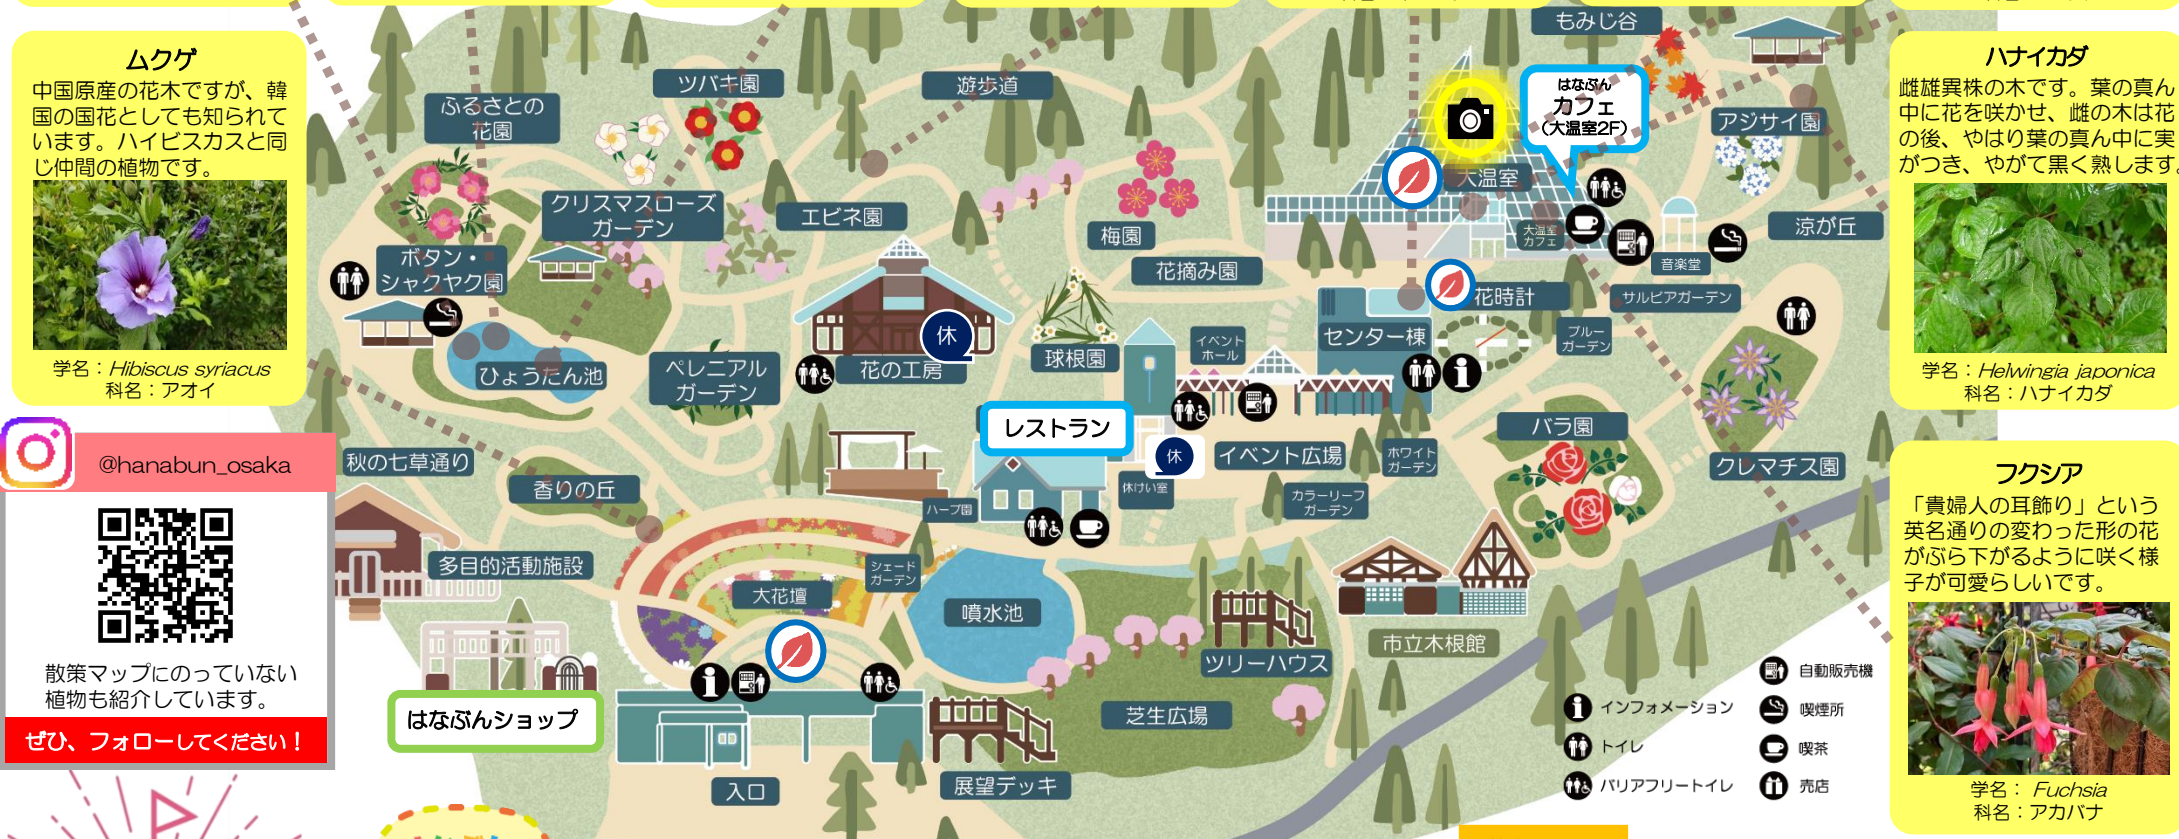 ムクゲ
中国原産の花木ですが、韓
国の国花としても知られて
います。ハイビスカスと同
じ仲間の植物です。
学名：Hibiscus syriacus
科名：アオイ
@hanabun_osaka
散策マップにのっていない
植物も紹介しています。
ぜひ、フォローしてください！
もみじ谷
ツバキ園
遊歩道
ふるさとの
花園
はなぶん
カフェ
（大温室2F）
アジサイ園
大温室
クリスマスローズ
ガーデン
エビネ園
梅園
大温室
カフェ
涼が丘
ボタン・
シャクヤク園
花摘み園
音楽堂
花時計
サルビアガーデン
センター棟
ブルー
ガーデン
イベント
ホール
球根園
休
花の工房
ひょうたん池
ペレニアル
ガーデン
レストラン
バラ園
秋の七草通り
休
イベント広場
ホワイト
ガーデン
クレマチス園
香りの丘
休けい室
カラーリーフ
ガーデン
ハーブ園
多目的活動施設
シェード
ガーデン
大花壇
噴水池
市立木根館
ツリーハウス
はなぶんショップ
芝生広場
入口
展望デッキ
インフォメーション
トイレ
バリアフリートイレ
自動販売機
喫煙所
喫茶
売店
ハナイカダ
雌雄異株の木です。葉の真ん
中に花を咲かせ、雌の木は花
の後、やはり葉の真ん中に実
がつき、やがて黒く熟します。
学名：Helwingia japonica
科名：ハナイカダ
フクシア
「貴婦人の耳飾り」という
英名通りの変わった形の花
がぶら下がるように咲く様
子が可愛らしいです。
学名： Fuchsia
科名：アカバナ